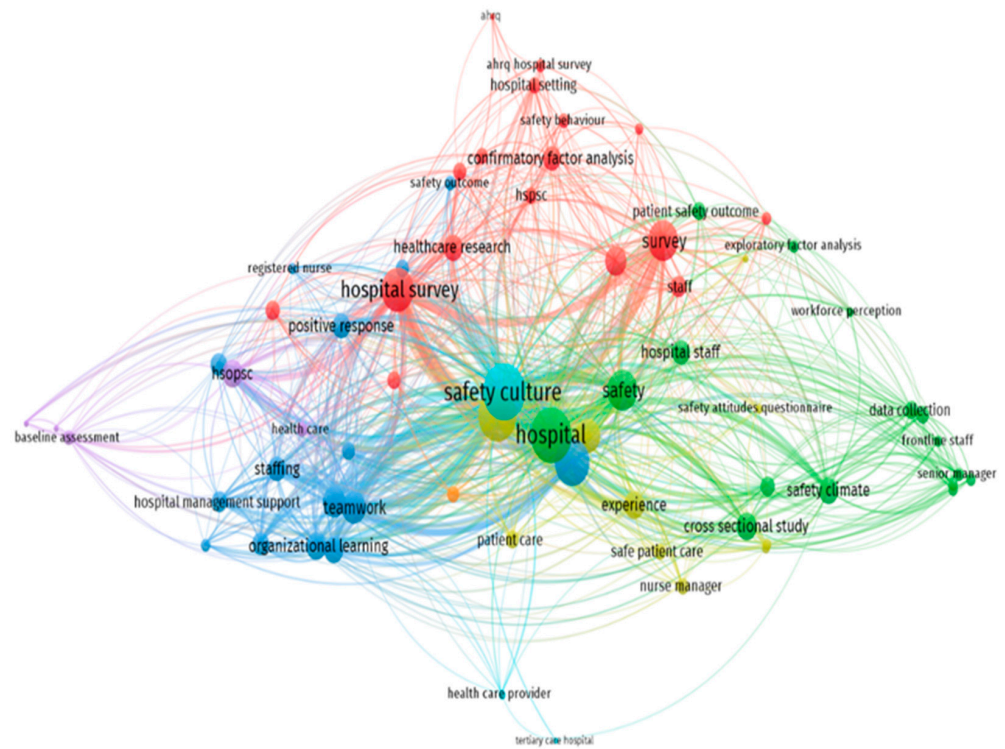 ahrq
ahrq hospital survey
hospital setting
safety behaviour
confirmatory factor analysis
safety outcome
hspsc
patient safety outcome
survey
exploratory factor analysis
healthcare research
registered nurse
staff
hospital survey
workforce perception
positive response
hospital staff
hsopsc
safety culture
safety
safety attitudes questionnaire
data collection
health care
baseline assessment
hospital
frontline staff
staffing
senior manager
safety climate
hospital management support
teamwork
experience
cross sectional study
patient care
organizational learning
safe patient care
nurse manager
health care provider
tertiary care hospital